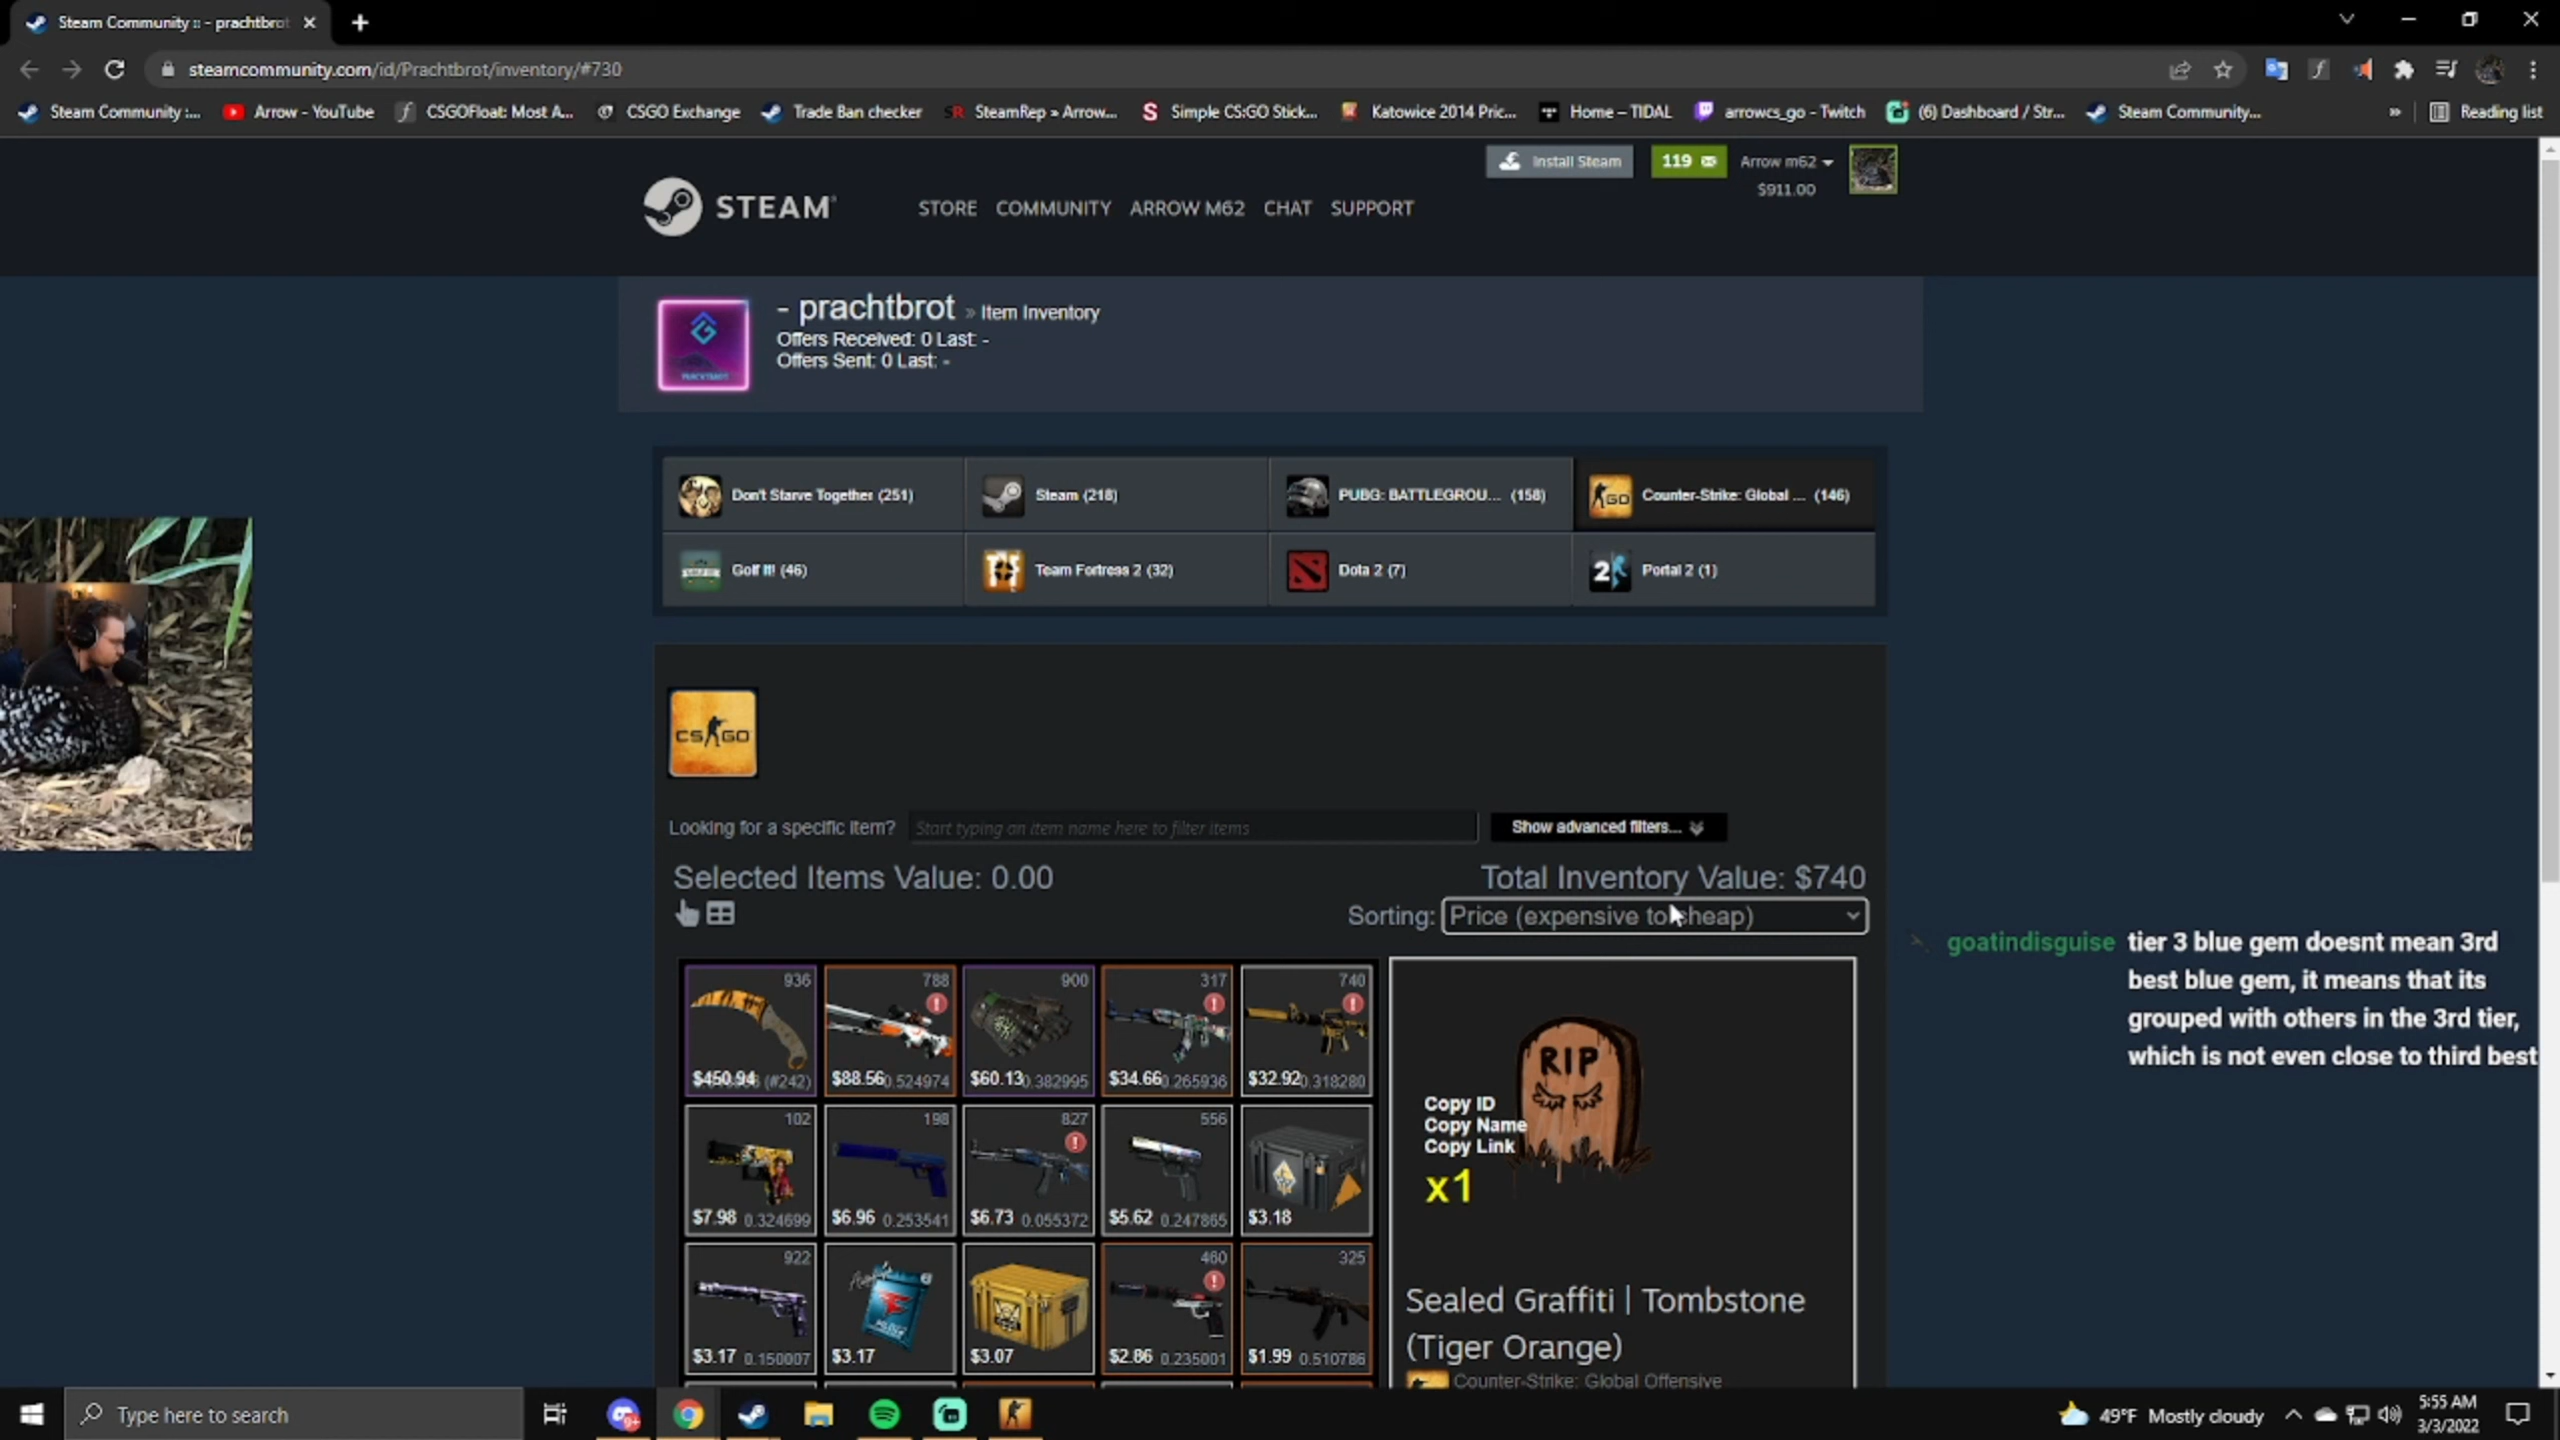 Steam Community :: - prachtbrot
steamcommunity.com/id/Prachtbrot/inventory/#730
Steam Community :...
Arrow - YouTube
CSGOFloat: Most A...
CSGO Exchange
Trade Ban checker
SR SteamRep » Arrow...
S Simple CS:GO Stick...
Katowice 2014 Pric...
Home – TIDAL
arrowcs_go - Twitch
(6) Dashboard / Str...
Steam Community...
» Reading list
Install Steam
119
Arrow m62
$911.00
STEAM
STORE COMMUNITY ARROW M62 CHAT SUPPORT
- prachtbrot » Item Inventory
Offers Received: 0 Last: -
Offers Sent: 0 Last: -
Don't Starve Together (251)
Steam (218)
PUBG: BATTLEGROU... (158)
Counter-Strike: Global ... (146)
Golf It! (46)
Team Fortress 2 (32)
Dota 2 (7)
Portal 2 (1)
CS GO
Looking for a specific item?
Start typing an item name here to filter items
Show advanced filters...
Selected Items Value: 0.00
Total Inventory Value: $740
Sorting: Price (expensive to cheap)
936 788 900 317 740
$450.94 (#242)
$88.56 0.524974
$60.13 0.382995
$34.66 0.265936
$32.92 0.318280
102 198 827 556
$7.98 0.324699
$6.96 0.253541
$6.73 0.055372
$5.62 0.247865
$3.18
922 460 325
$3.17 0.150007
$3.17
$3.07
$2.86 0.235001
$1.99 0.510786
RIP
Copy ID
Copy Name
Copy Link
x1
Sealed Graffiti | Tombstone
(Tiger Orange)
Counter-Strike: Global Offensive
goatindisguise tier 3 blue gem doesnt mean 3rd
best blue gem, it means that its
grouped with others in the 3rd tier,
which is not even close to third best
Type here to search
49°F Mostly cloudy
5:55 AM
3/3/2022